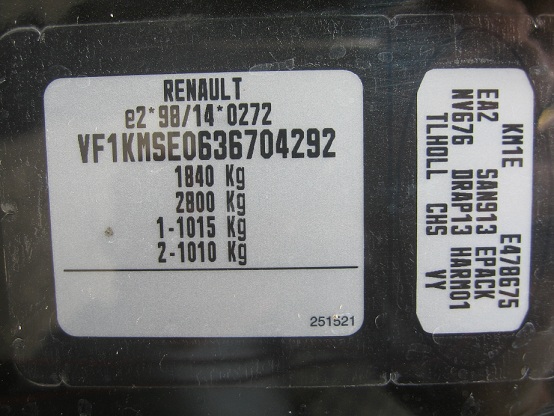 RENAULT
e2*98/14*0272
VF1KMSE0636704292
1840 Kg
2800 Kg
1-1015 Kg
2-1010 Kg
251521
KM1E E478675
EA2 SAN913 EPACK
NV676 DRAP13 HARM01
TLHOLL CHS VY